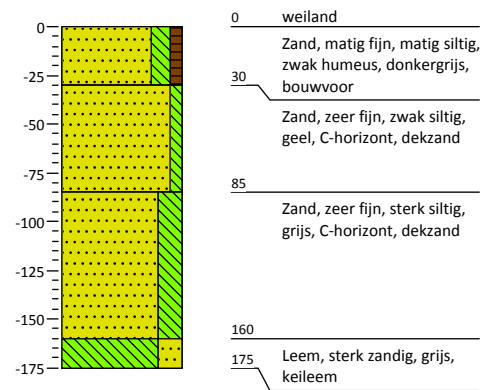 0
-25
-50
-75
-100
-125
-150
-175
0 weiland
Zand, matig fijn, matig siltig,
zwak humeus, donkergrijs,
bouwvoor
30
Zand, zeer fijn, zwak siltig,
geel, C-horizont, dekzand
85
Zand, zeer fijn, sterk siltig,
grijs, C-horizont, dekzand
160
Leem, sterk zandig, grijs,
keileem
175